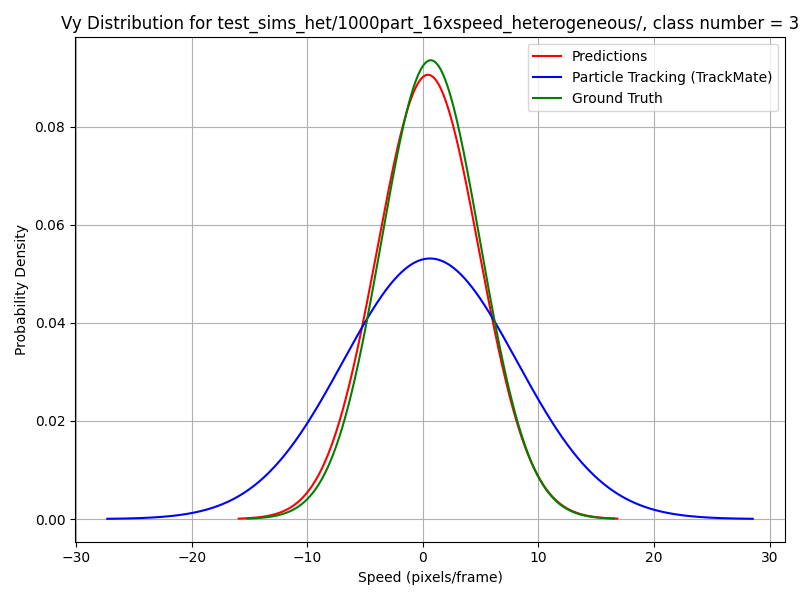 Vy Distribution for test_sims_het/1000part_16xspeed_heterogeneous/, class number = 3
Predictions
Particle Tracking (TrackMate)
Ground Truth
Probability Density
0.08
0.06
0.04
0.02
0.00
−30 −20 −10 0 10 20 30
Speed (pixels/frame)